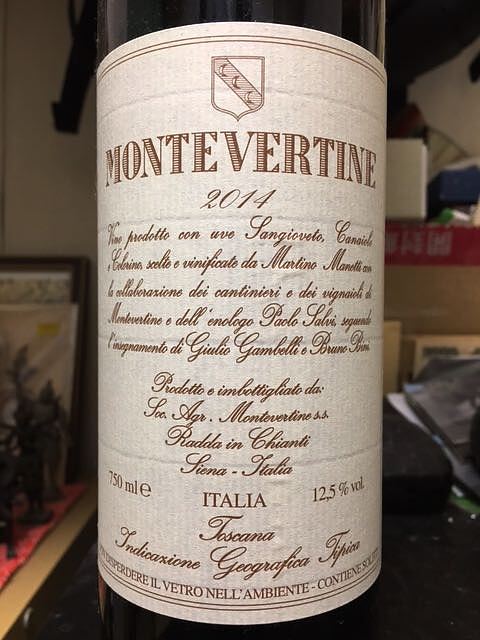 MONTEVERTINE
2014
Vino prodotto con uve Sangioveto, Canaiolo
e Colorino, scelte e vinificate da Martino Manetti con
la collaborazione dei cantinieri e dei vignaioli di
Montevertine e dell'enologo Paolo Salvi, seguendo
l'insegnamento di Giulio Gambelli e Bruno Bini.
Prodotto e imbottigliato da:
Soc. Agr. Montevertine s.s.
Radda in Chianti
Siena - Italia
750 ml e
ITALIA
12,5% vol.
Toscana
Indicazione Geografica Tipica
DISPERDERE IL VETRO NELL'AMBIENTE - CONTIENE